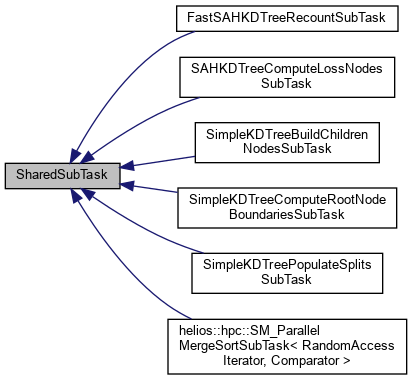 FastSAHKDTreeRecountSubTask
SAHKDTreeComputeLossNodes
SubTask
SimpleKDTreeBuildChildren
NodesSubTask
SharedSubTask
SimpleKDTreeComputeRootNode
BoundariesSubTask
SimpleKDTreePopulateSplits
SubTask
helios::hpc::SM_Parallel
MergeSortSubTask< RandomAccess
Iterator, Comparator >